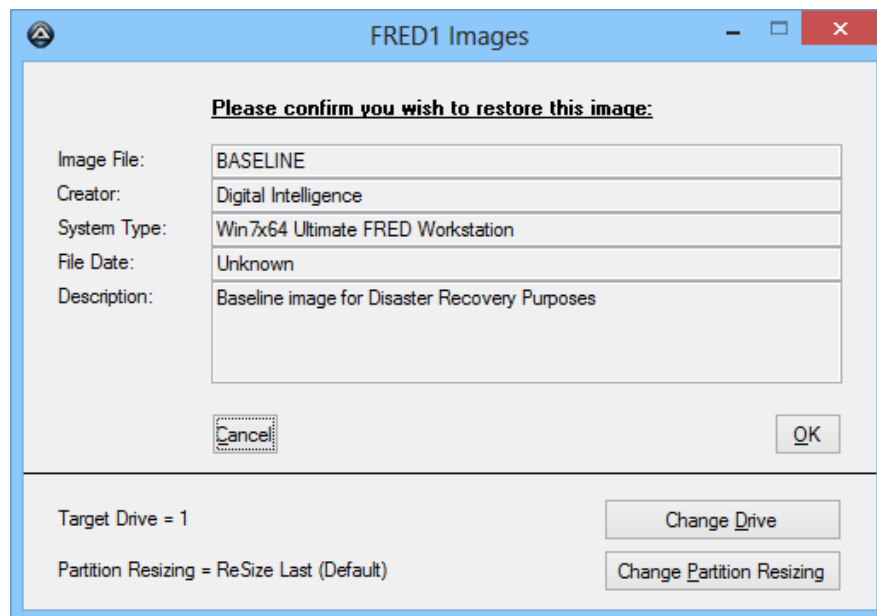 FRED1 Images
Please confirm you wish to restore this image:
Image File: BASELINE
Creator: Digital Intelligence
System Type: Win7x64 Ultimate FRED Workstation
File Date: Unknown
Description: Baseline image for Disaster Recovery Purposes
Cancel OK
Target Drive = 1 Change Drive
Partition Resizing = ReSize Last (Default) Change Partition Resizing